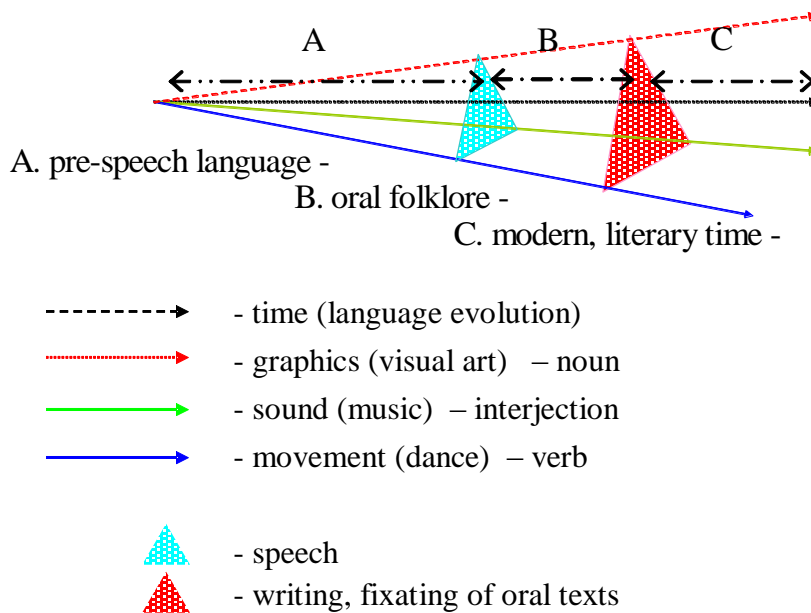 A
B
C
A. pre-speech language -
B. oral folklore -
C. modern, literary time -
- time (language evolution)
- graphics (visual art) – noun
- sound (music) – interjection
- movement (dance) – verb
- speech
- writing, fixating of oral texts